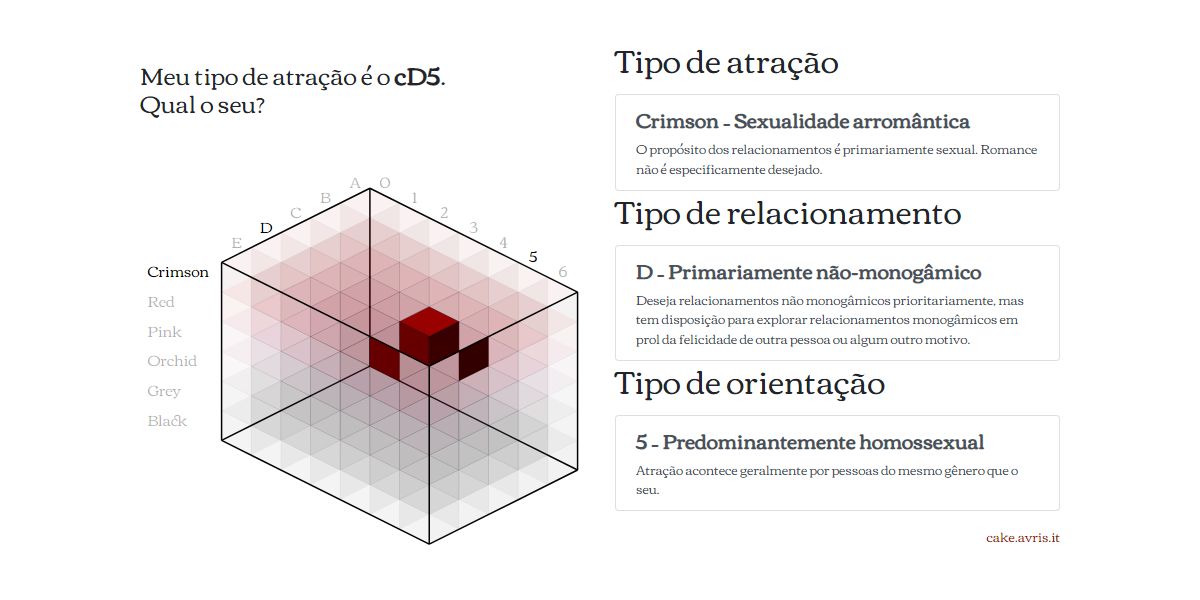 Meu tipo de atração é o cD5.
Qual o seu?
A
B
C
D
E
0
1
2
3
4
5
6
Crimson
Red
Pink
Orchid
Grey
Black
Tipo de atração
Crimson - Sexualidade arromântica
O propósito dos relacionamentos é primariamente sexual. Romance
não é especificamente desejado.
Tipo de relacionamento
D - Primariamente não-monogâmico
Deseja relacionamentos não monogâmicos prioritariamente, mas
tem disposição para explorar relacionamentos monogâmicos em
prol da felicidade de outra pessoa ou algum outro motivo.
Tipo de orientação
5 - Predominantemente homossexual
Atração acontece geralmente por pessoas do mesmo gênero que o
seu.
cake.avris.it